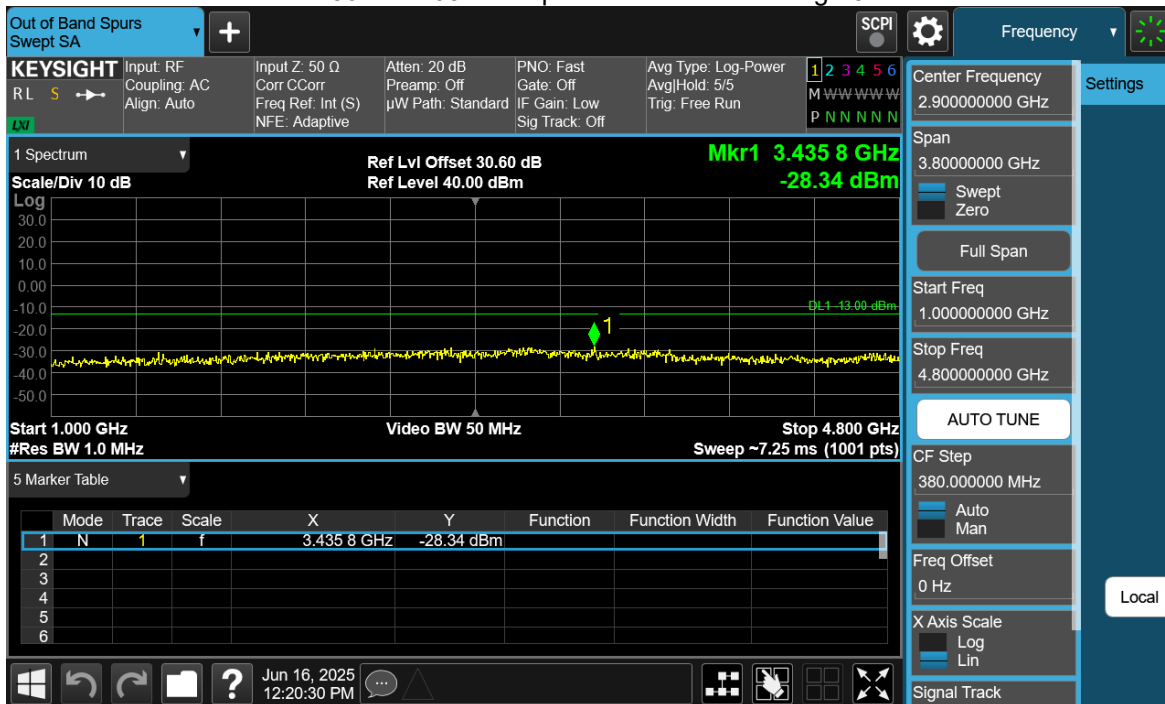 Out of Band Spurs
Swept SA
+
SCPI
Frequency
KEYSIGHT
RL S
LXI
Input: RF
Coupling: AC
Align: Auto
Input Z: 50 Ω
Corr CCorr
Freq Ref: Int (S)
NFE: Adaptive
Atten: 20 dB
Preamp: Off
µW Path: Standard
PNO: Fast
Gate: Off
IF Gain: Low
Sig Track: Off
Avg Type: Log-Power
Avg|Hold: 5/5
Trig: Free Run
1 2 3 4 5 6
M W W W W W
P N N N N N
1 Spectrum
Scale/Div 10 dB
Ref Lvl Offset 30.60 dB
Ref Level 40.00 dBm
Mkr1 3.435 8 GHz
-28.34 dBm
Log
30.0
20.0
10.0
0.00
-10.0
-20.0
-30.0
-40.0
-50.0
DL1 -13.00 dBm
1
Start 1.000 GHz
#Res BW 1.0 MHz
Video BW 50 MHz
Stop 4.800 GHz
Sweep ~7.25 ms (1001 pts)
5 Marker Table
Mode Trace Scale X Y Function Function Width Function Value
1 N 1 f 3.435 8 GHz -28.34 dBm
2
3
4
5
6
Jun 16, 2025
12:20:30 PM
?
Center Frequency
2.900000000 GHz
Settings
Span
3.80000000 GHz
Swept
Zero
Full Span
Start Freq
1.000000000 GHz
Stop Freq
4.800000000 GHz
AUTO TUNE
CF Step
380.000000 MHz
Auto
Man
Freq Offset
0 Hz
Local
X Axis Scale
Log
Lin
Signal Track